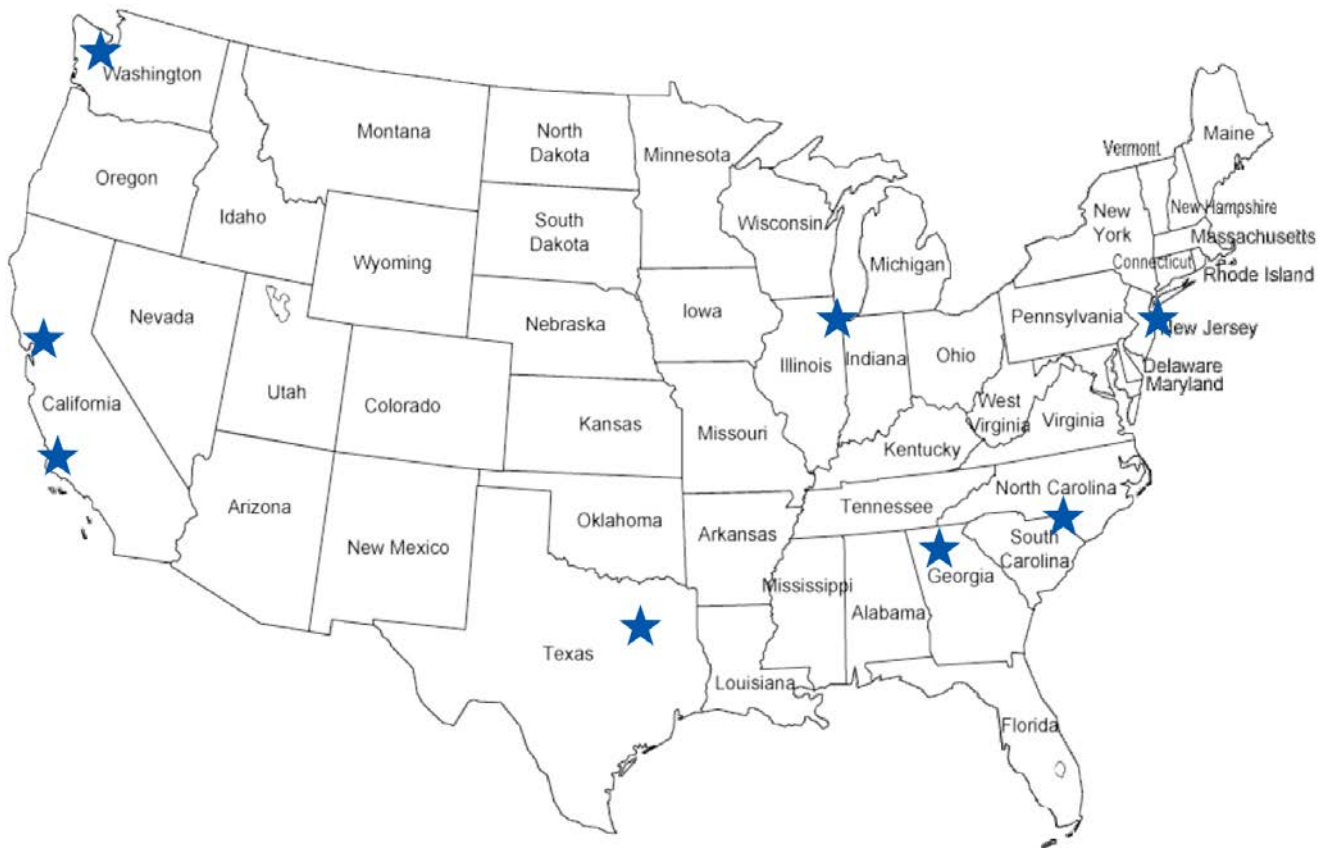 Washington
Montana
North
Dakota
Minnesota
Maine
Vermont
Oregon
Idaho
South
Dakota
Wisconsin
New
York
New Hampshire
Massachusetts
Wyoming
Michigan
Connecticut
Rhode Island
Nevada
Nebraska
Iowa
Pennsylvania
New Jersey
Illinois
Indiana
Ohio
Delaware
Maryland
Utah
Colorado
California
Kansas
Missouri
West
Virginia
Virginia
Kentucky
Arizona
New Mexico
Oklahoma
Arkansas
Tennessee
North Carolina
South
Carolina
Mississippi
Alabama
Georgia
Texas
Louisiana
Florida